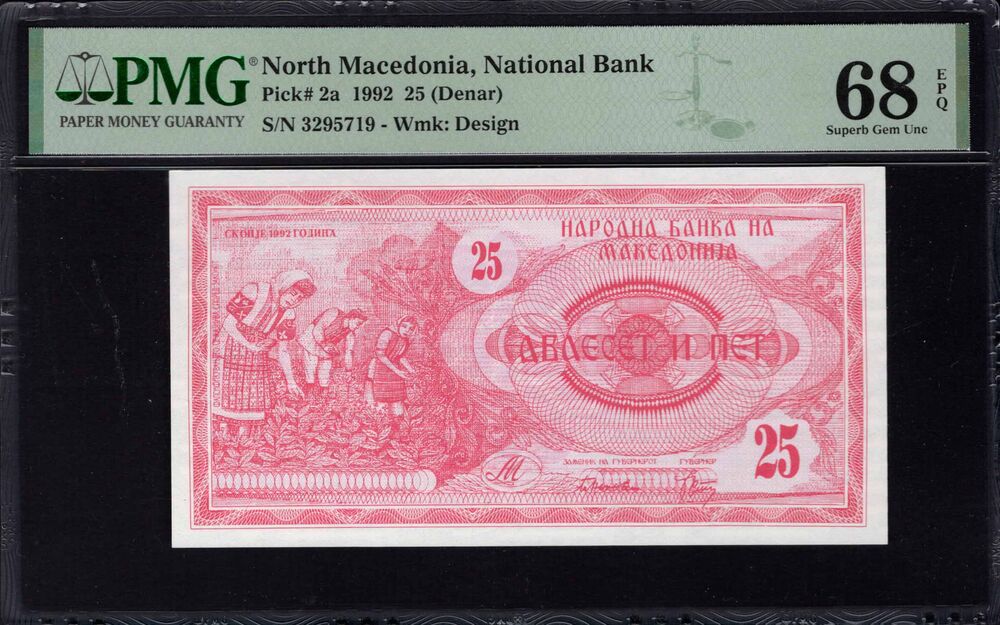 PMG®
PAPER MONEY GUARANTY
North Macedonia, National Bank
Pick# 2a 1992 25 (Denar)
S/N 3295719 - Wmk: Design
68
EPQ
Superb Gem Unc
СКОПЈЕ 1992 ГОДИНА
25
НАРОДНА БАНКА НА
МАКЕДОНИЈА
ДВАЕСЕТ И ПЕТ
М
ЗАМЕНИК НА ГУВЕРНЕРОТ ГУВЕРНЕР
25